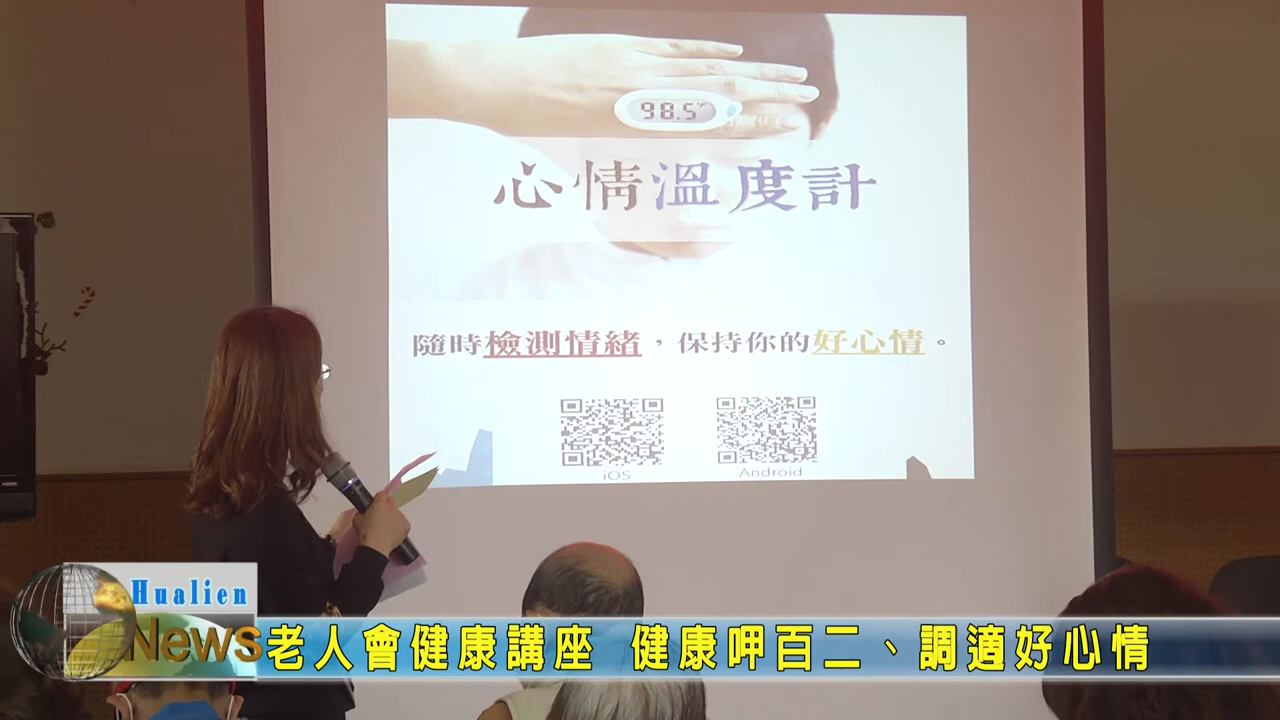 98.5°F
心情溫度計
隨時檢測情緒，保持你的好心情。
iOS
Android
Hualien
News
老人會健康講座 健康呷百二、調適好心情